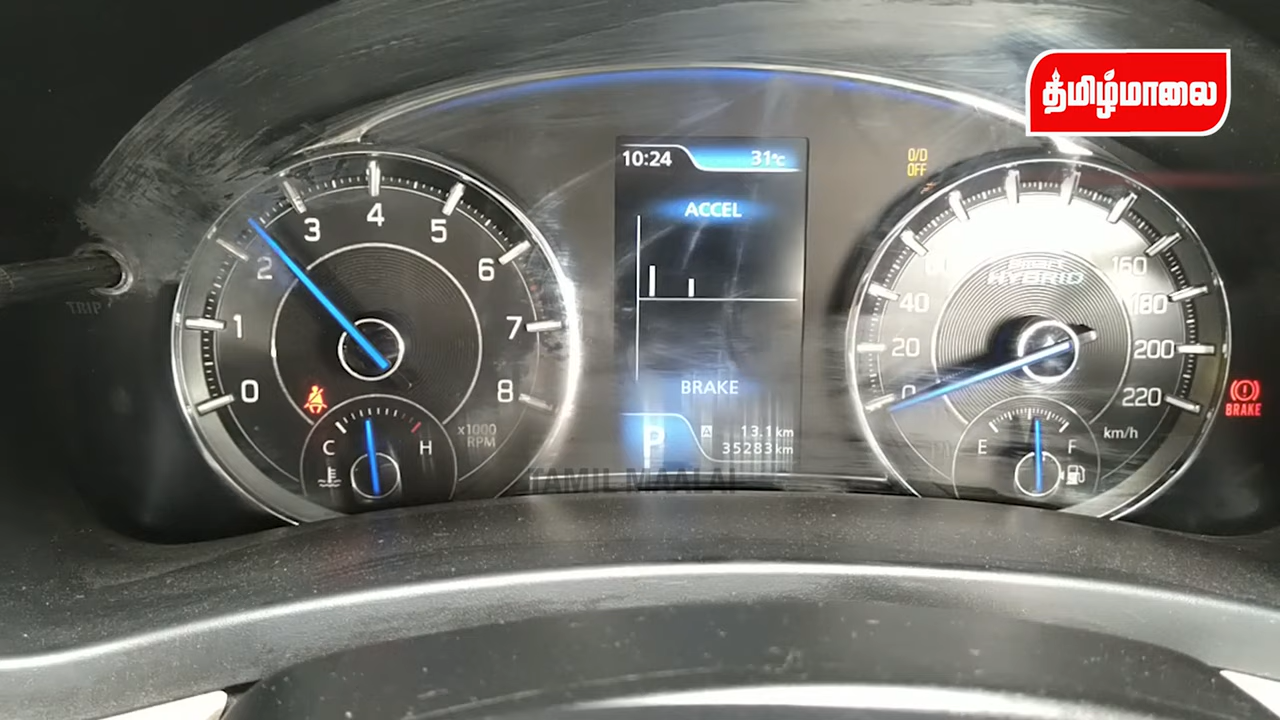 தமிழ்மாலை
10:24 31°C
O/D
OFF
ACCEL
0 1 2 3 4 5 6 7 8
x1000
RPM
C H
BRAKE
P
A 13.1 km
35283 km
HYBRID
0 20 40 160 180 200 220
km/h
E F
BRAKE
TRIP
TAMIL MAALAI